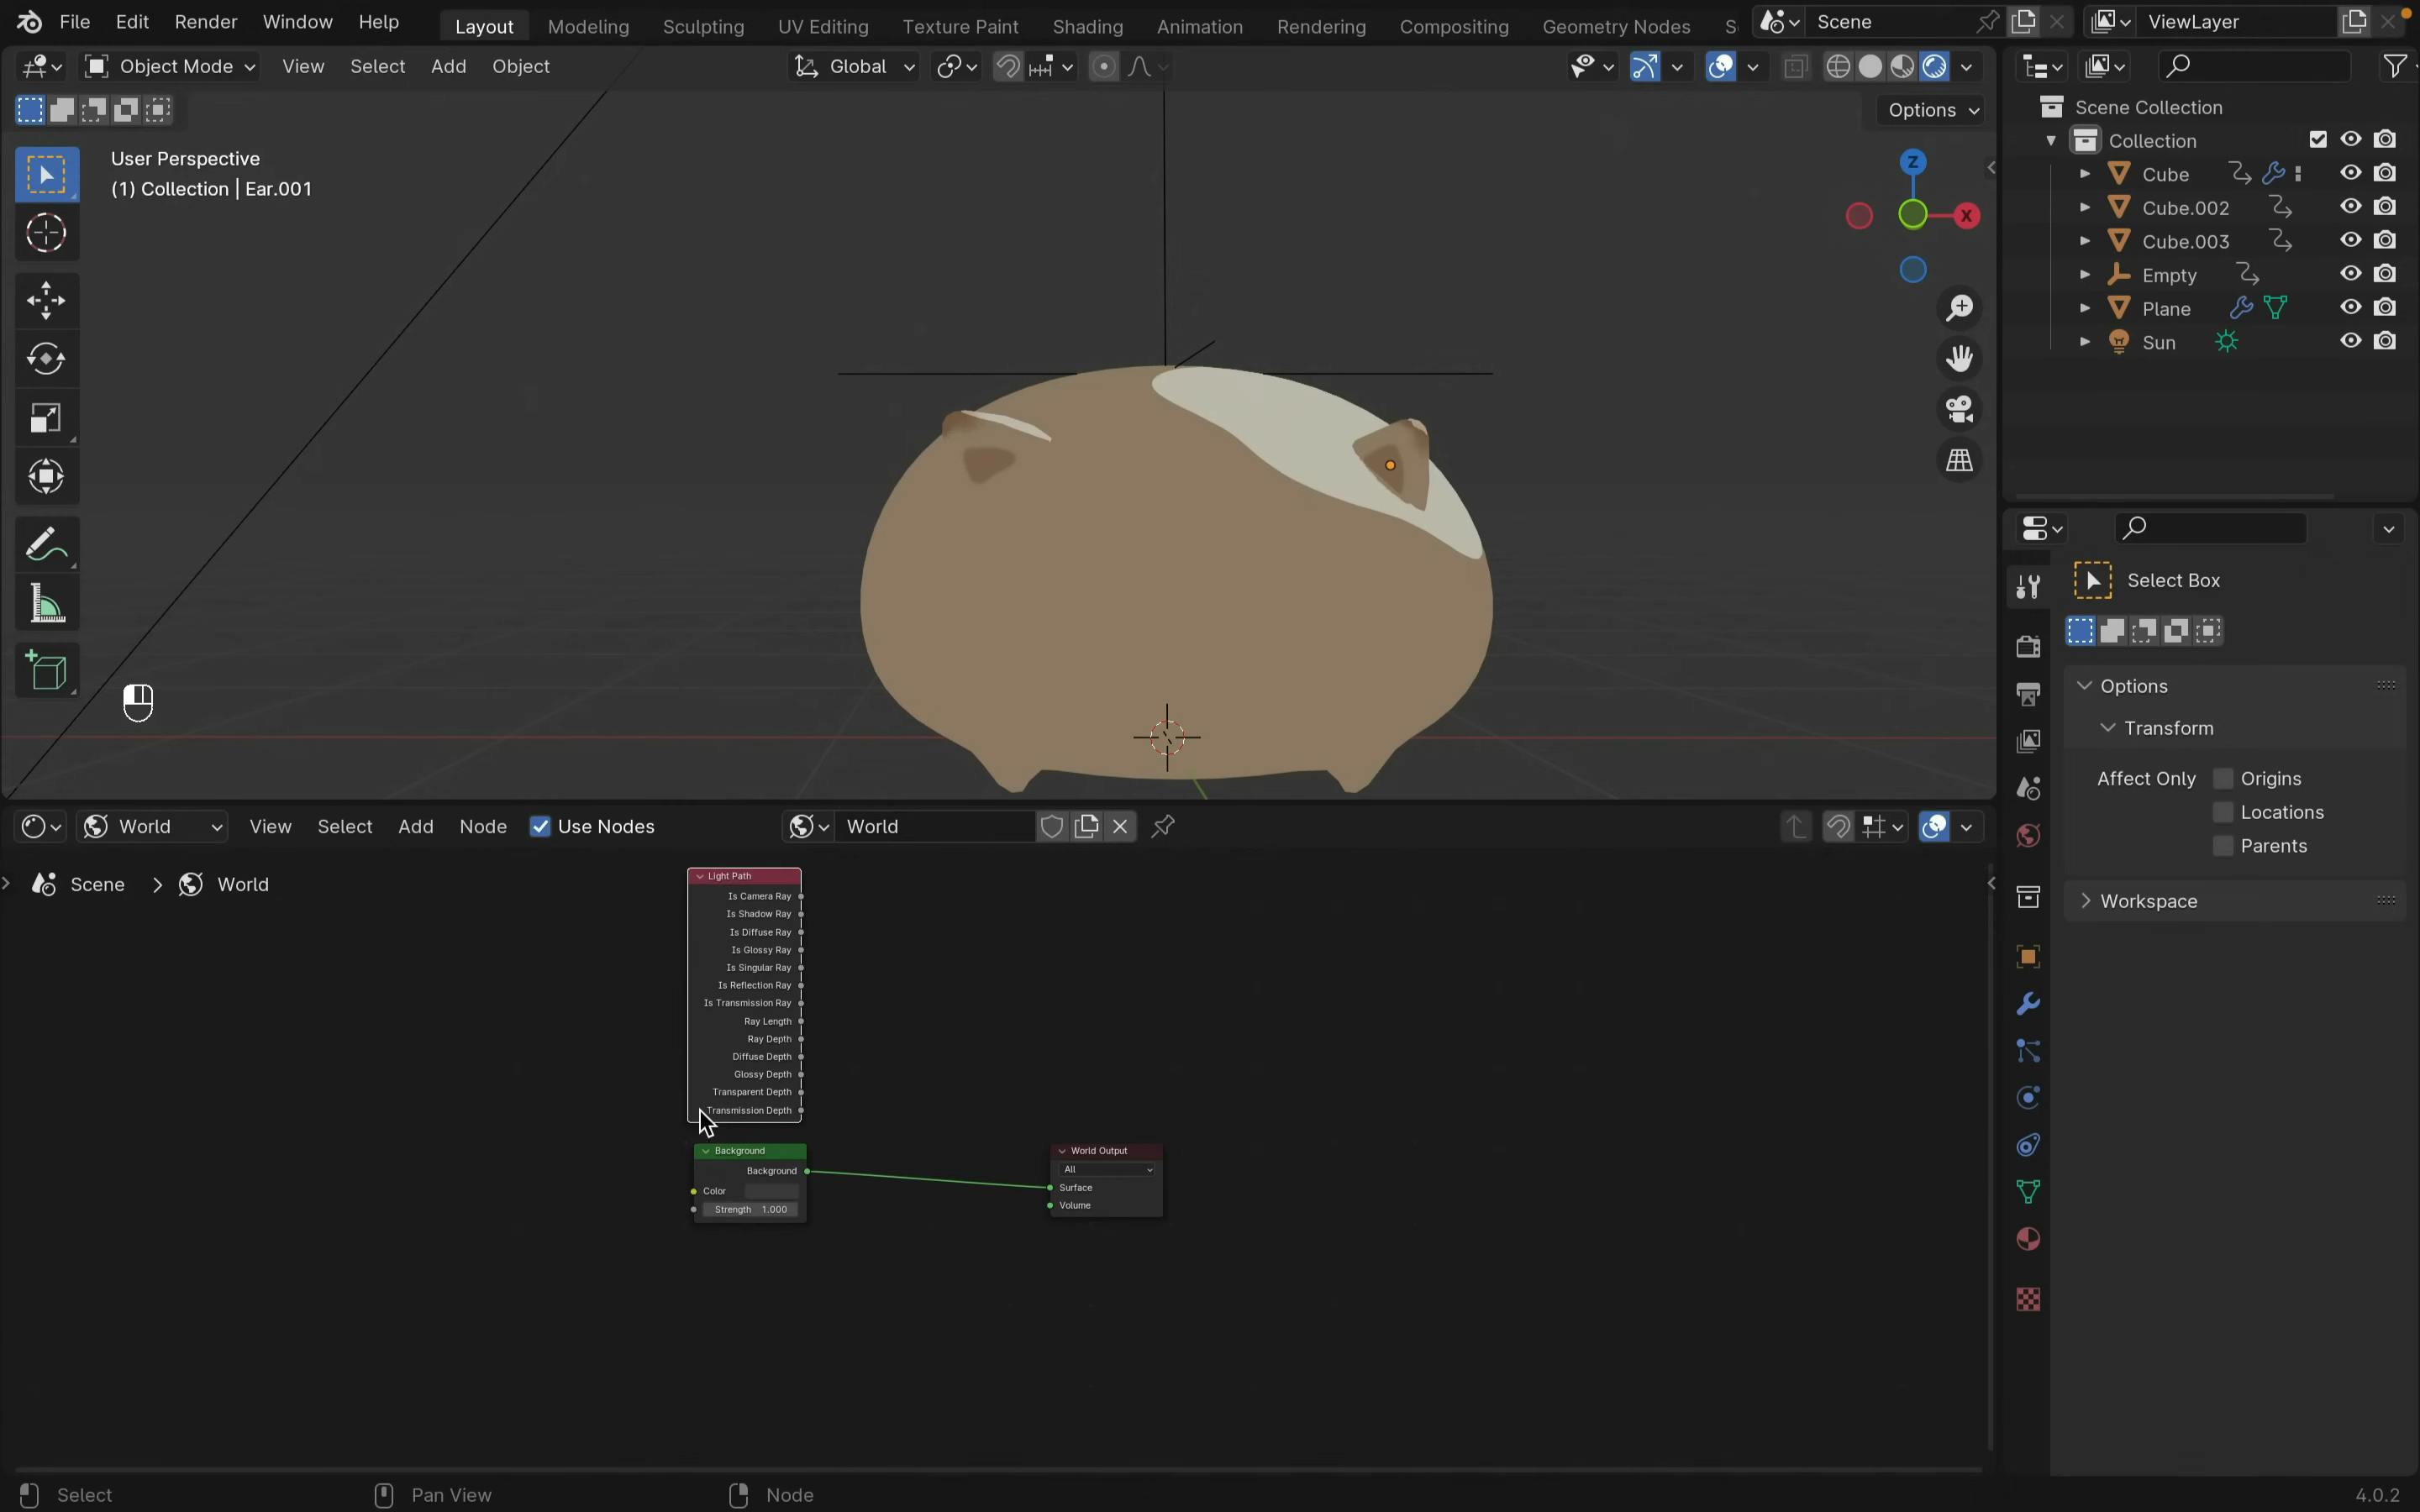 File Edit Render Window Help Layout Modeling Sculpting UV Editing Texture Paint Shading Animation Rendering Compositing Geometry Nodes S Scene ViewLayer
Object Mode View Select Add Object Global
Options
User Perspective
(1) Collection | Ear.001
Z
X
Scene Collection
Collection
Cube
Cube.002
Cube.003
Empty
Plane
Sun
Select Box
Options
Transform
Affect Only Origins
Locations
Parents
Workspace
World View Select Add Node Use Nodes World
Scene > World
Light Path
Is Camera Ray
Is Shadow Ray
Is Diffuse Ray
Is Glossy Ray
Is Singular Ray
Is Reflection Ray
Is Transmission Ray
Ray Length
Ray Depth
Diffuse Depth
Glossy Depth
Transparent Depth
Transmission Depth
Background
Background
Color
Strength 1.000
World Output
All
Surface
Volume
Select Pan View Node 4.0.2